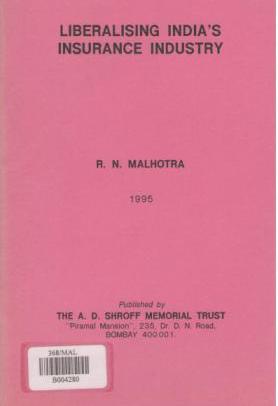 LIBERALISING INDIA'S
INSURANCE INDUSTRY
R. N. MALHOTRA
1995
Published by
THE A. D. SHROFF MEMORIAL TRUST
"Piramal Mansion", 235, Dr. D. N. Road,
BOMBAY 400 001.
368/MAL
B004280